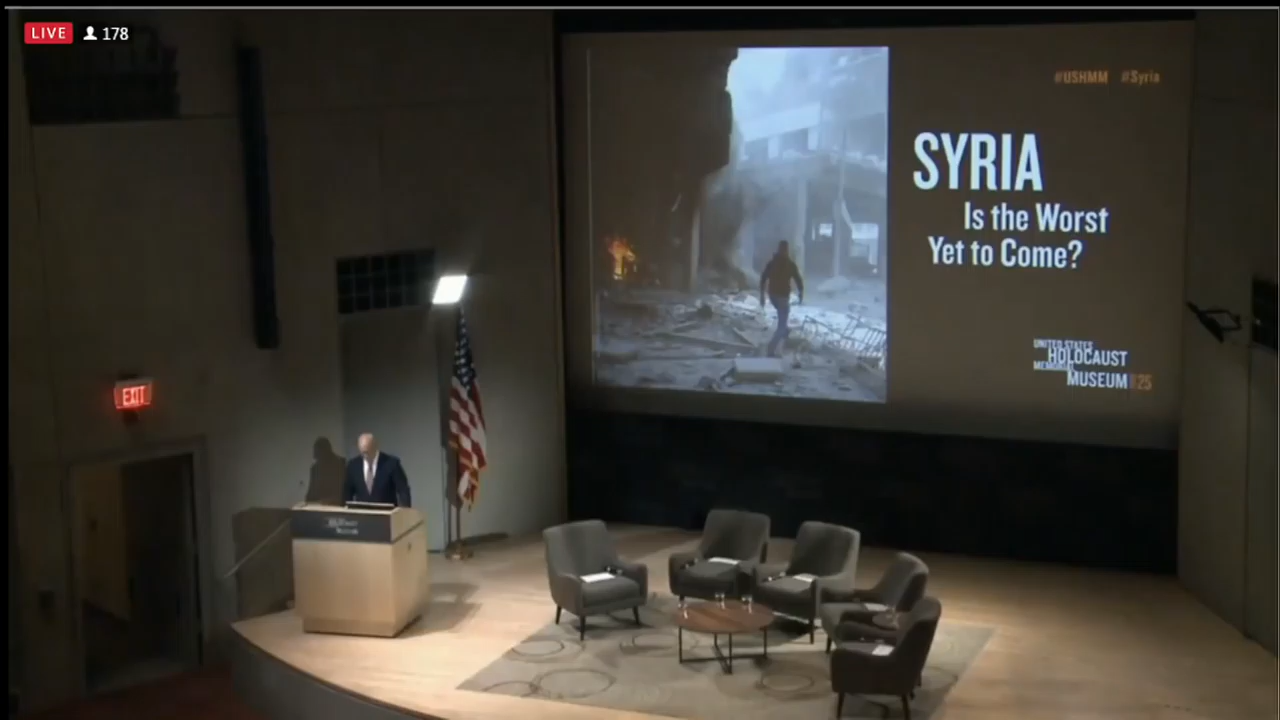 LIVE 178
#USHMM #Syria
SYRIA
Is the Worst
Yet to Come?
UNITED STATES
HOLOCAUST
MEMORIAL
MUSEUM 25
EXIT